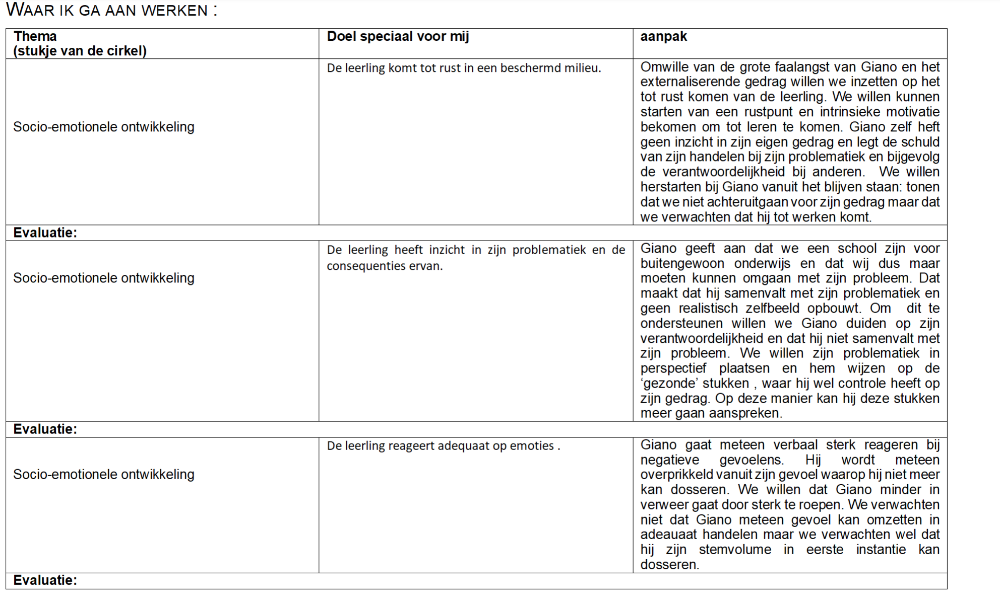 WAAR IK GA AAN WERKEN :
Thema
(stukje van de cirkel)
Doel speciaal voor mij
aanpak
Socio-emotionele ontwikkeling
De leerling komt tot rust in een beschermd milieu.
Omwille van de grote faalangst van Giano en het
externaliserende gedrag willen we inzetten op het
tot rust komen van de leerling. We willen kunnen
starten van een rustpunt en intrinsieke motivatie
bekomen om tot leren te komen. Giano zelf heft
geen inzicht in zijn eigen gedrag en legt de schuld
van zijn handelen bij zijn problematiek en bijgevolg
de verantwoordelijkheid bij anderen. We willen
herstarten bij Giano vanuit het blijven staan: tonen
dat we niet achteruitgaan voor zijn gedrag maar dat
we verwachten dat hij tot werken komt.
Evaluatie:
Socio-emotionele ontwikkeling
De leerling heeft inzicht in zijn problematiek en de
consequenties ervan.
Giano geeft aan dat we een school zijn voor
buitengewoon onderwijs en dat wij dus maar
moeten kunnen omgaan met zijn probleem. Dat
maakt dat hij samenvalt met zijn problematiek en
geen realistisch zelfbeeld opbouwt. Om dit te
ondersteunen willen we Giano duiden op zijn
verantwoordelijkheid en dat hij niet samenvalt met
zijn probleem. We willen zijn problematiek in
perspectief plaatsen en hem wijzen op de
‘gezonde’ stukken , waar hij wel controle heeft op
zijn gedrag. Op deze manier kan hij deze stukken
meer gaan aanspreken.
Evaluatie:
Socio-emotionele ontwikkeling
De leerling reageert adequaat op emoties .
Giano gaat meteen verbaal sterk reageren bij
negatieve gevoelens. Hij wordt meteen
overprikkeld vanuit zijn gevoel waarop hij niet meer
kan dosseren. We willen dat Giano minder in
verweer gaat door sterk te roepen. We verwachten
niet dat Giano meteen gevoel kan omzetten in
adeauaat handelen maar we verwachten wel dat
hij zijn stemvolume in eerste instantie kan
dosseren.
Evaluatie: